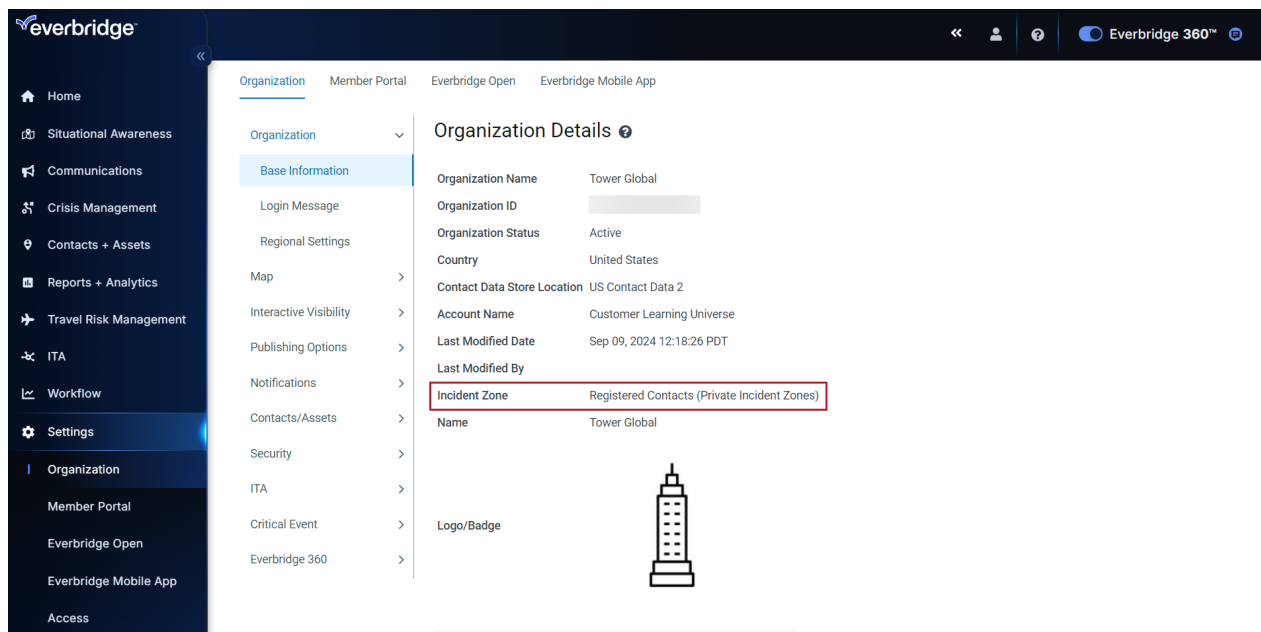 everbridge™
Everbridge 360™
Home
Situational Awareness
Communications
Crisis Management
Contacts + Assets
Reports + Analytics
Travel Risk Management
ITA
Workflow
Settings
Organization
Member Portal
Everbridge Open
Everbridge Mobile App
Access
Organization Member Portal Everbridge Open Everbridge Mobile App
Organization
Base Information
Login Message
Regional Settings
Map
Interactive Visibility
Publishing Options
Notifications
Contacts/Assets
Security
ITA
Critical Event
Everbridge 360
Organization Details
Organization Name Tower Global
Organization ID
Organization Status Active
Country United States
Contact Data Store Location US Contact Data 2
Account Name Customer Learning Universe
Last Modified Date Sep 09, 2024 12:18:26 PDT
Last Modified By
Incident Zone Registered Contacts (Private Incident Zones)
Name Tower Global
Logo/Badge